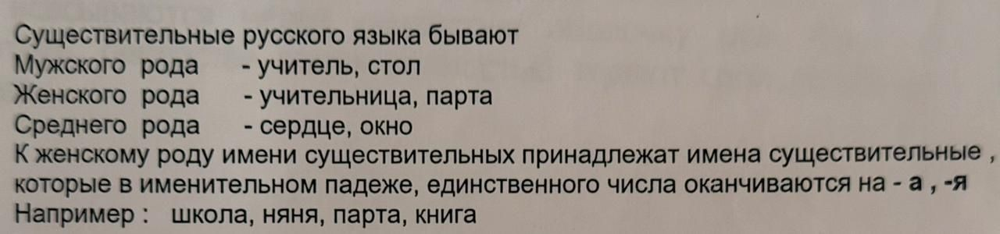 Существительные русского языка бывают
Мужского рода - учитель, стол
Женского рода - учительница, парта
Среднего рода - сердце, окно
К женскому роду имени существительных принадлежат имена существительные ,
которые в именительном падеже, единственного числа оканчиваются на - а , -я
Например : школа, няня, парта, книга